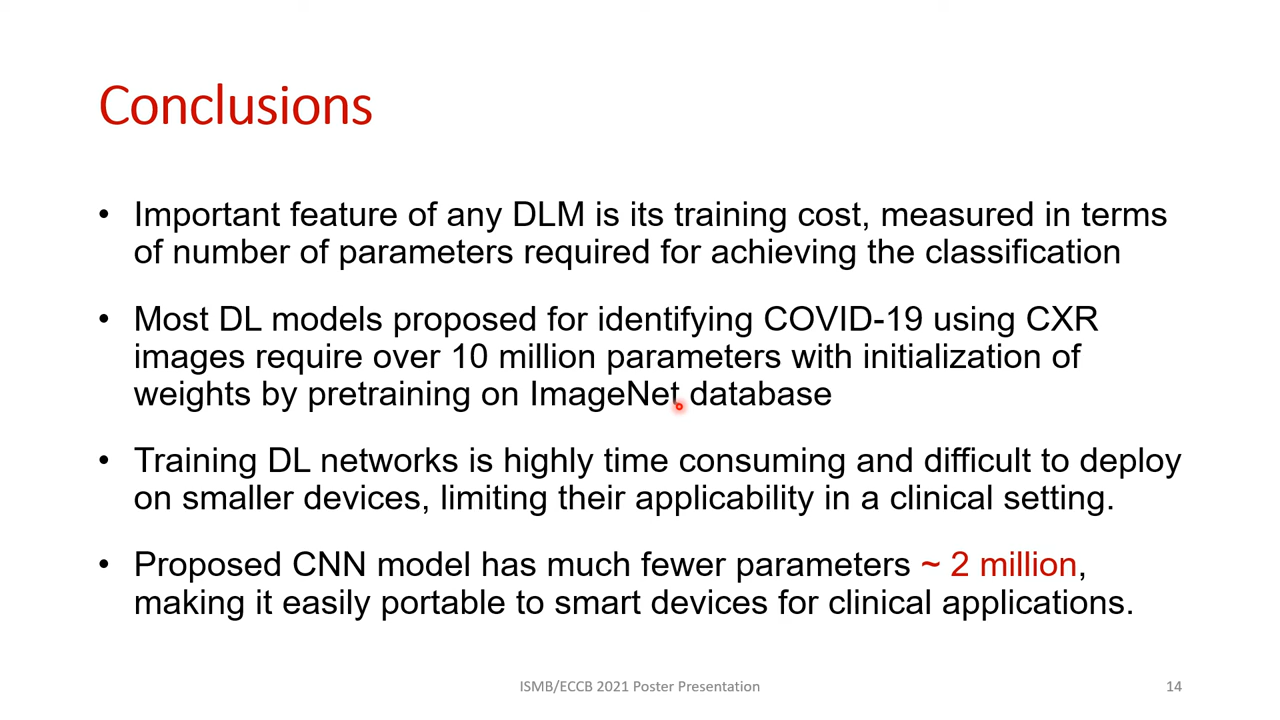 Conclusions
• Important feature of any DLM is its training cost, measured in terms
of number of parameters required for achieving the classification
• Most DL models proposed for identifying COVID-19 using CXR
images require over 10 million parameters with initialization of
weights by pretraining on ImageNet database
• Training DL networks is highly time consuming and difficult to deploy
on smaller devices, limiting their applicability in a clinical setting.
• Proposed CNN model has much fewer parameters ~ 2 million,
making it easily portable to smart devices for clinical applications.
ISMB/ECCB 2021 Poster Presentation
14